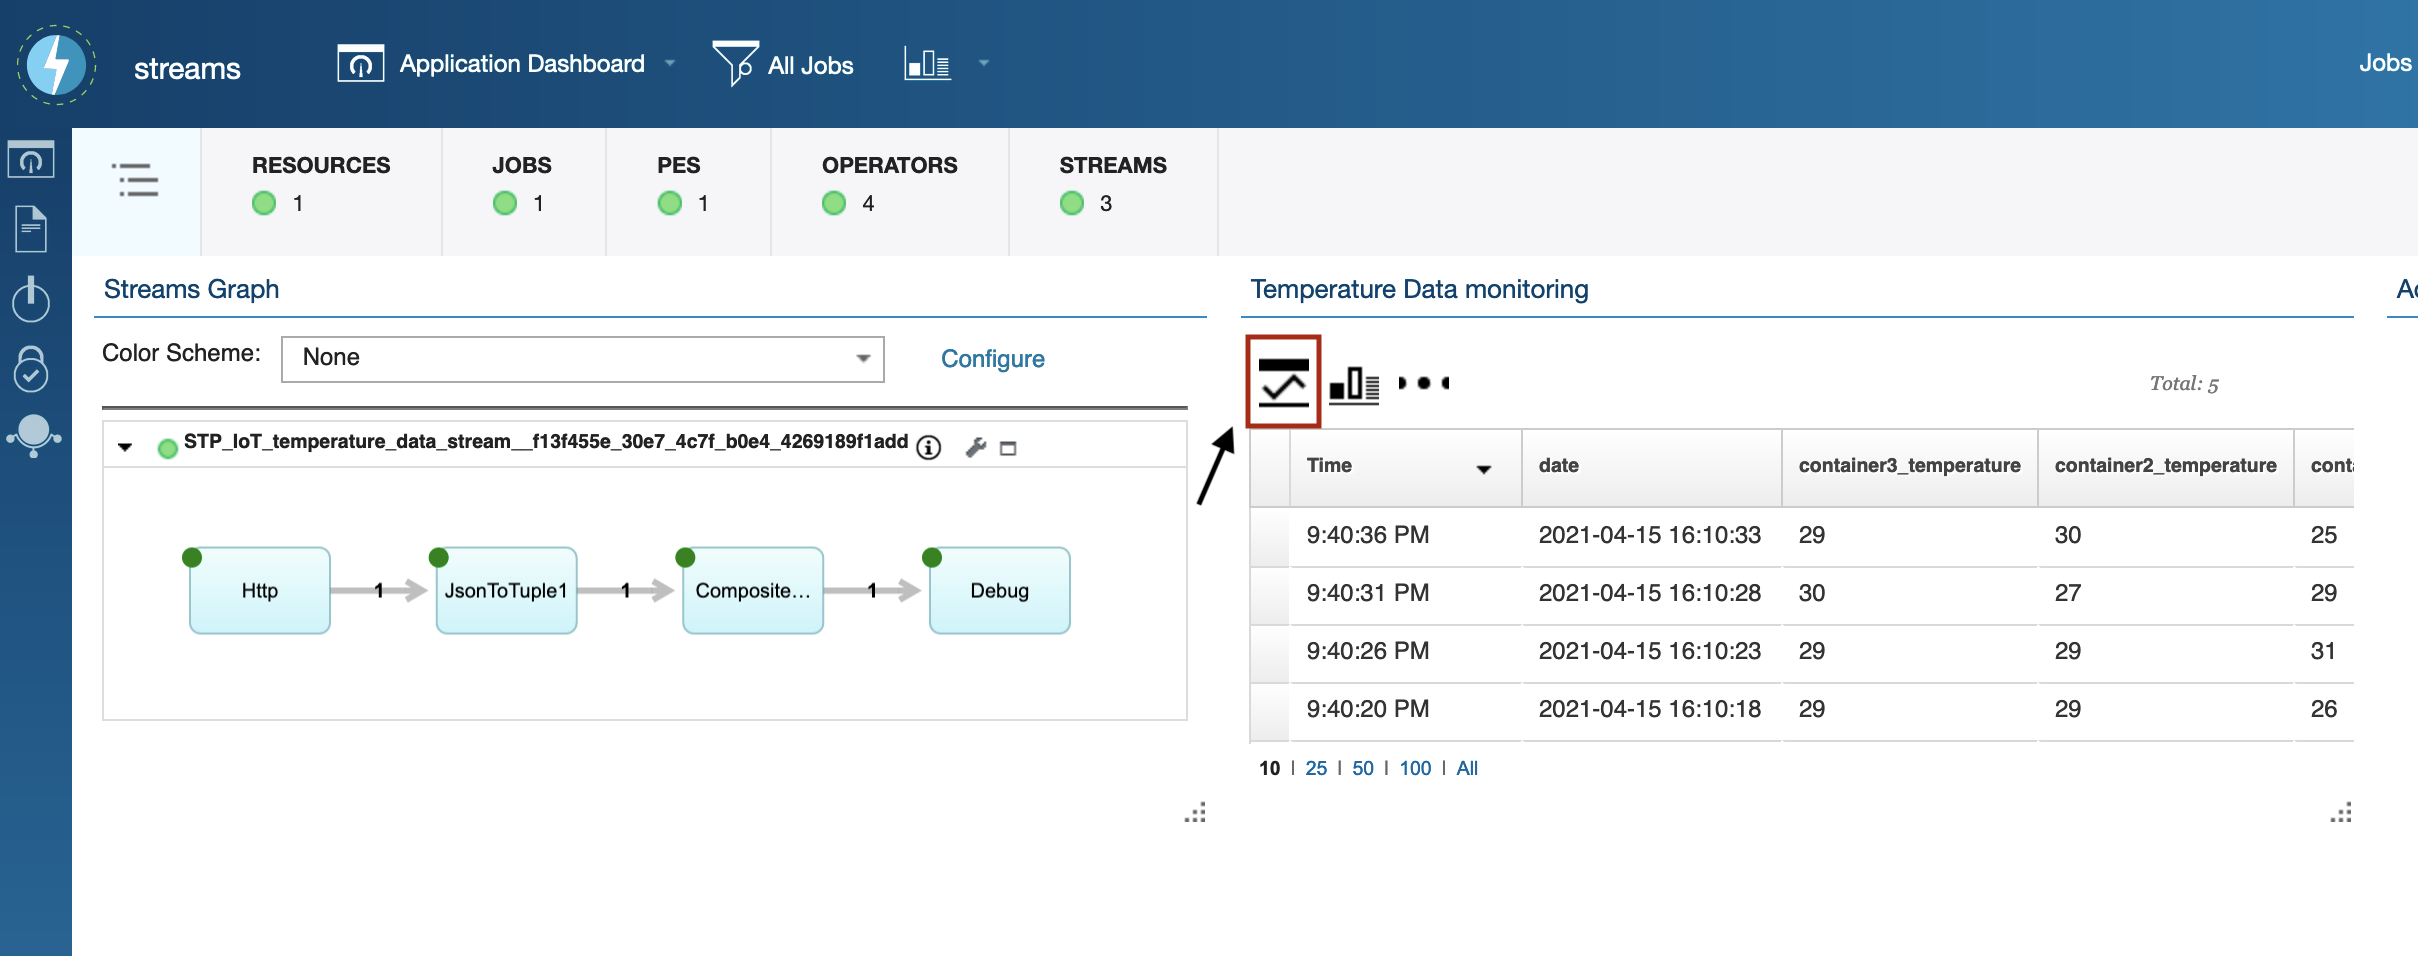 streams
Application Dashboard
All Jobs
Jobs
RESOURCES
1
JOBS
1
PES
1
OPERATORS
4
STREAMS
3
Streams Graph
Color Scheme: None Configure
STP_IoT_temperature_data_stream__f13f455e_30e7_4c7f_b0e4_4269189f1add
Http 1 JsonToTuple1 1 Composite... 1 Debug
Temperature Data monitoring
Total: 5
Time date container3_temperature container2_temperature cont
9:40:36 PM 2021-04-15 16:10:33 29 30 25
9:40:31 PM 2021-04-15 16:10:28 30 27 29
9:40:26 PM 2021-04-15 16:10:23 29 29 31
9:40:20 PM 2021-04-15 16:10:18 29 29 26
10 | 25 | 50 | 100 | All